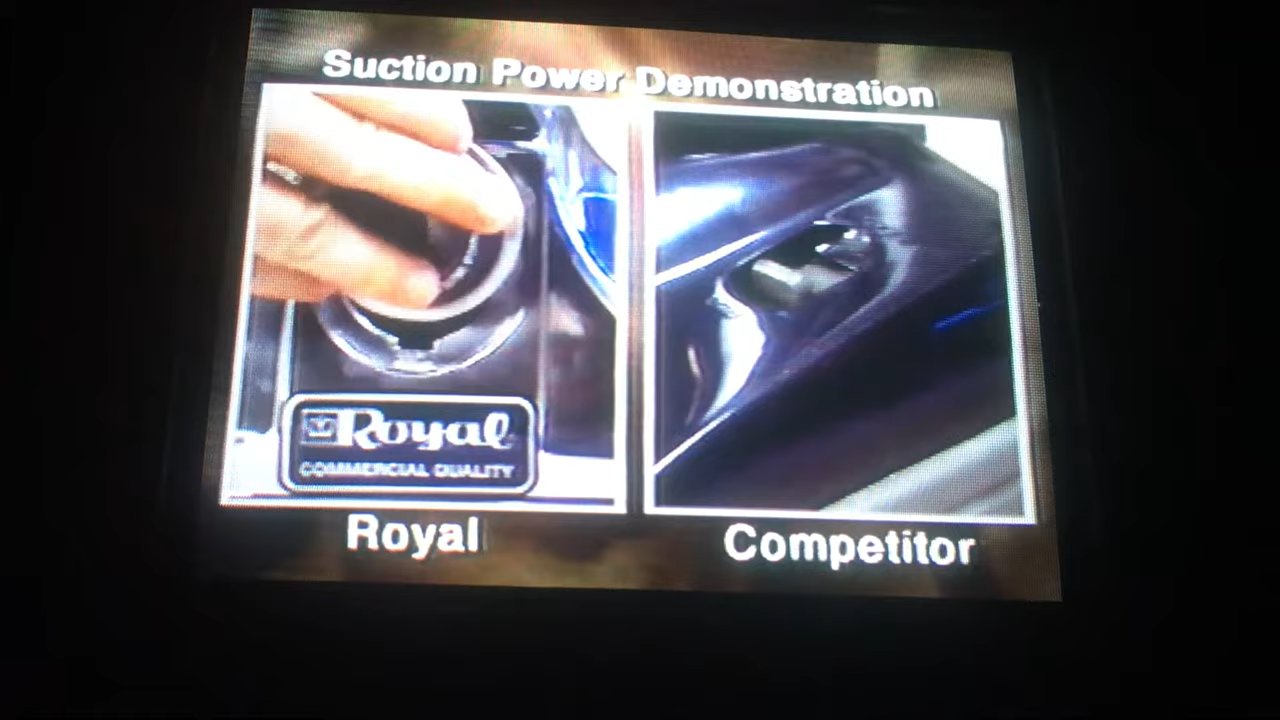 Suction Power Demonstration
Royal
COMMERCIAL QUALITY
Royal
Competitor